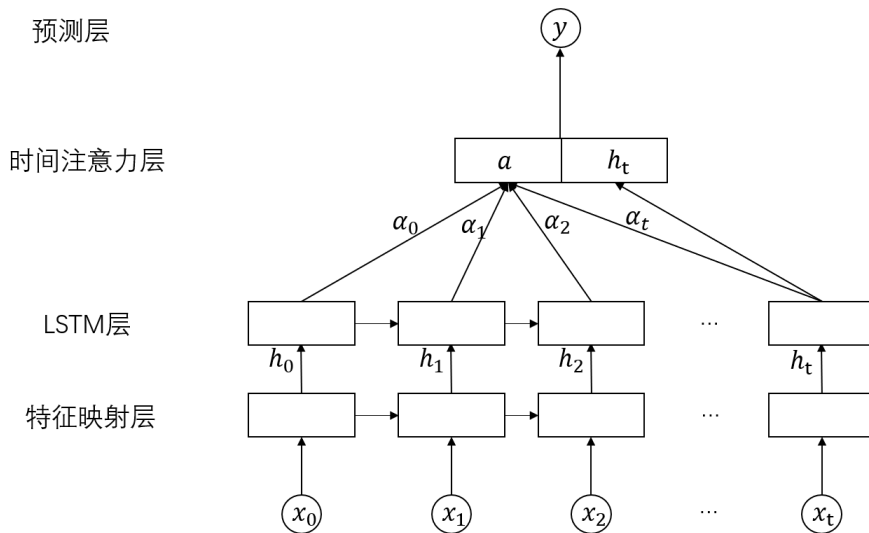 预测层 y
时间注意力层 a h_t
α_0 α_1 α_2 α_t
LSTM层 ...
h_0 h_1 h_2 h_t
特征映射层 ...
x_0 x_1 x_2 ... x_t